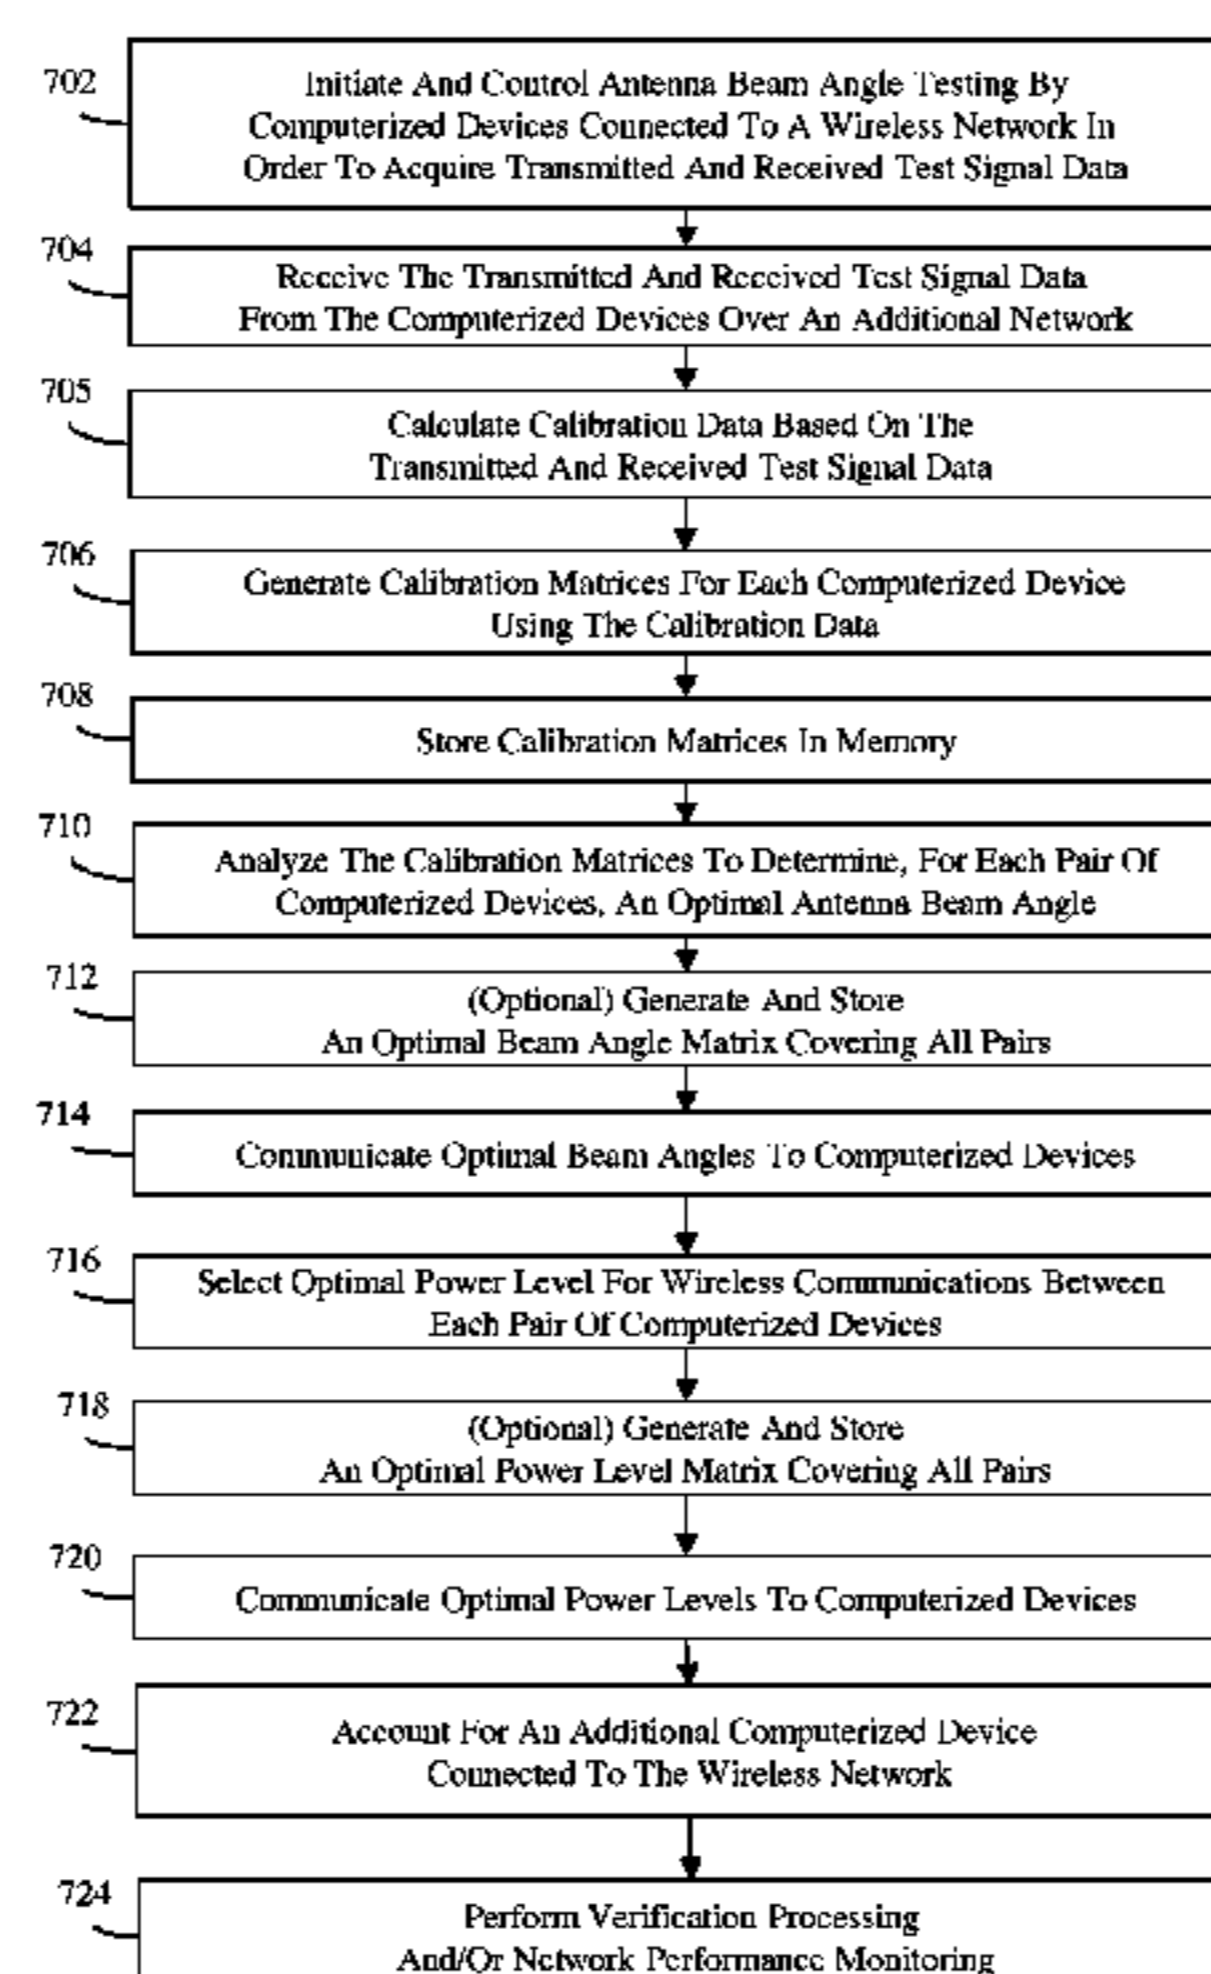 702
Initiate And Control Antenna Beam Angle Testing By
Computerized Devices Connected To A Wireless Network In
Order To Acquire Transmitted And Received Test Signal Data
704
Receive The Transmitted And Received Test Signal Data
From The Computerized Devices Over An Additional Network
705
Calculate Calibration Data Based On The
Transmitted And Received Test Signal Data
706
Generate Calibration Matrices For Each Computerized Device
Using The Calibration Data
708
Store Calibration Matrices In Memory
710
Analyze The Calibration Matrices To Determine, For Each Pair Of
Computerized Devices, An Optimal Antenna Beam Angle
712
(Optional) Generate And Store
An Optimal Beam Angle Matrix Covering All Pairs
714
Communicate Optimal Beam Angles To Computerized Devices
716
Select Optimal Power Level For Wireless Communications Between
Each Pair Of Computerized Devices
718
(Optional) Generate And Store
An Optimal Power Level Matrix Covering All Pairs
720
Communicate Optimal Power Levels To Computerized Devices
722
Account For An Additional Computerized Device
Connected To The Wireless Network
724
Perform Verification Processing
And/Or Network Performance Monitoring